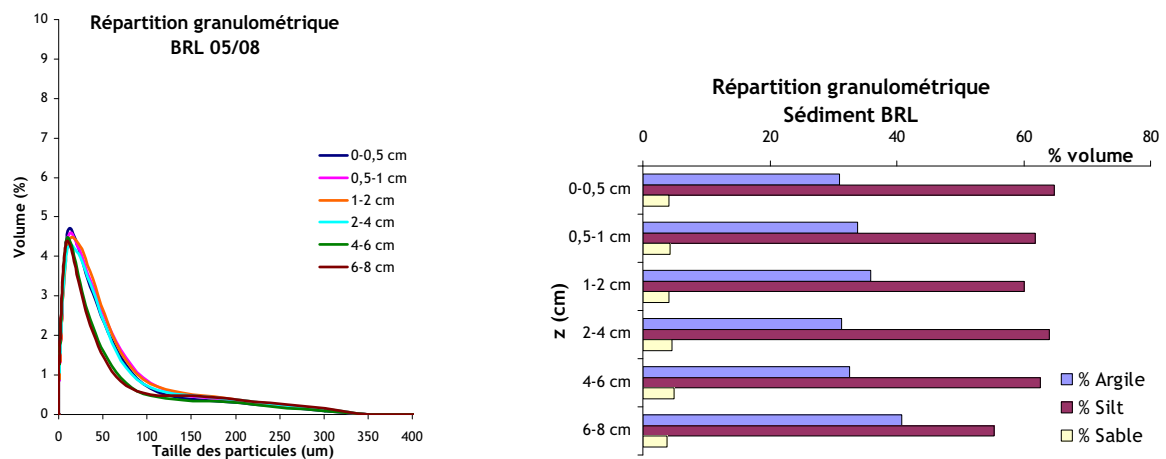 Répartition granulométrique
BRL 05/08
10
9
8
7
6
5
4
3
2
1
0
Volume (%)
0-0,5 cm
0,5-1 cm
1-2 cm
2-4 cm
4-6 cm
6-8 cm
0 50 100 150 200 250 300 350 400
Taille des particules (um)
Répartition granulométrique
Sédiment BRL
0 20 40 60 80
% volume
z (cm)
0-0,5 cm
0,5-1 cm
1-2 cm
2-4 cm
4-6 cm
6-8 cm
% Argile
% Silt
% Sable